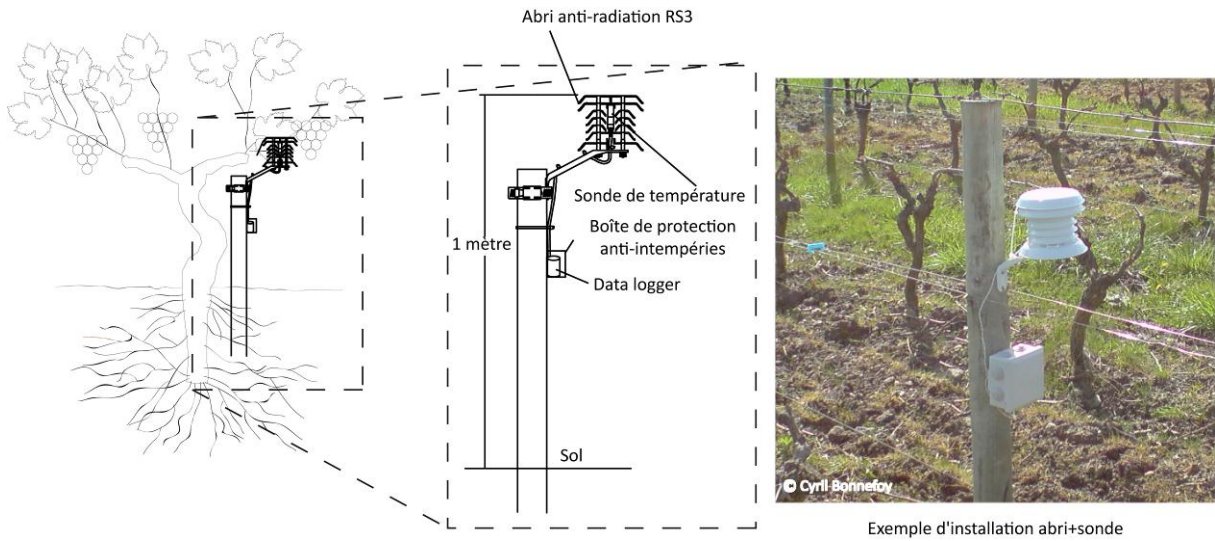 Abri anti-radiation RS3
Sonde de température
1 mètre
Boîte de protection
anti-intempéries
Data logger
Sol
© Cyril Bonnefoy
Exemple d'installation abri+sonde